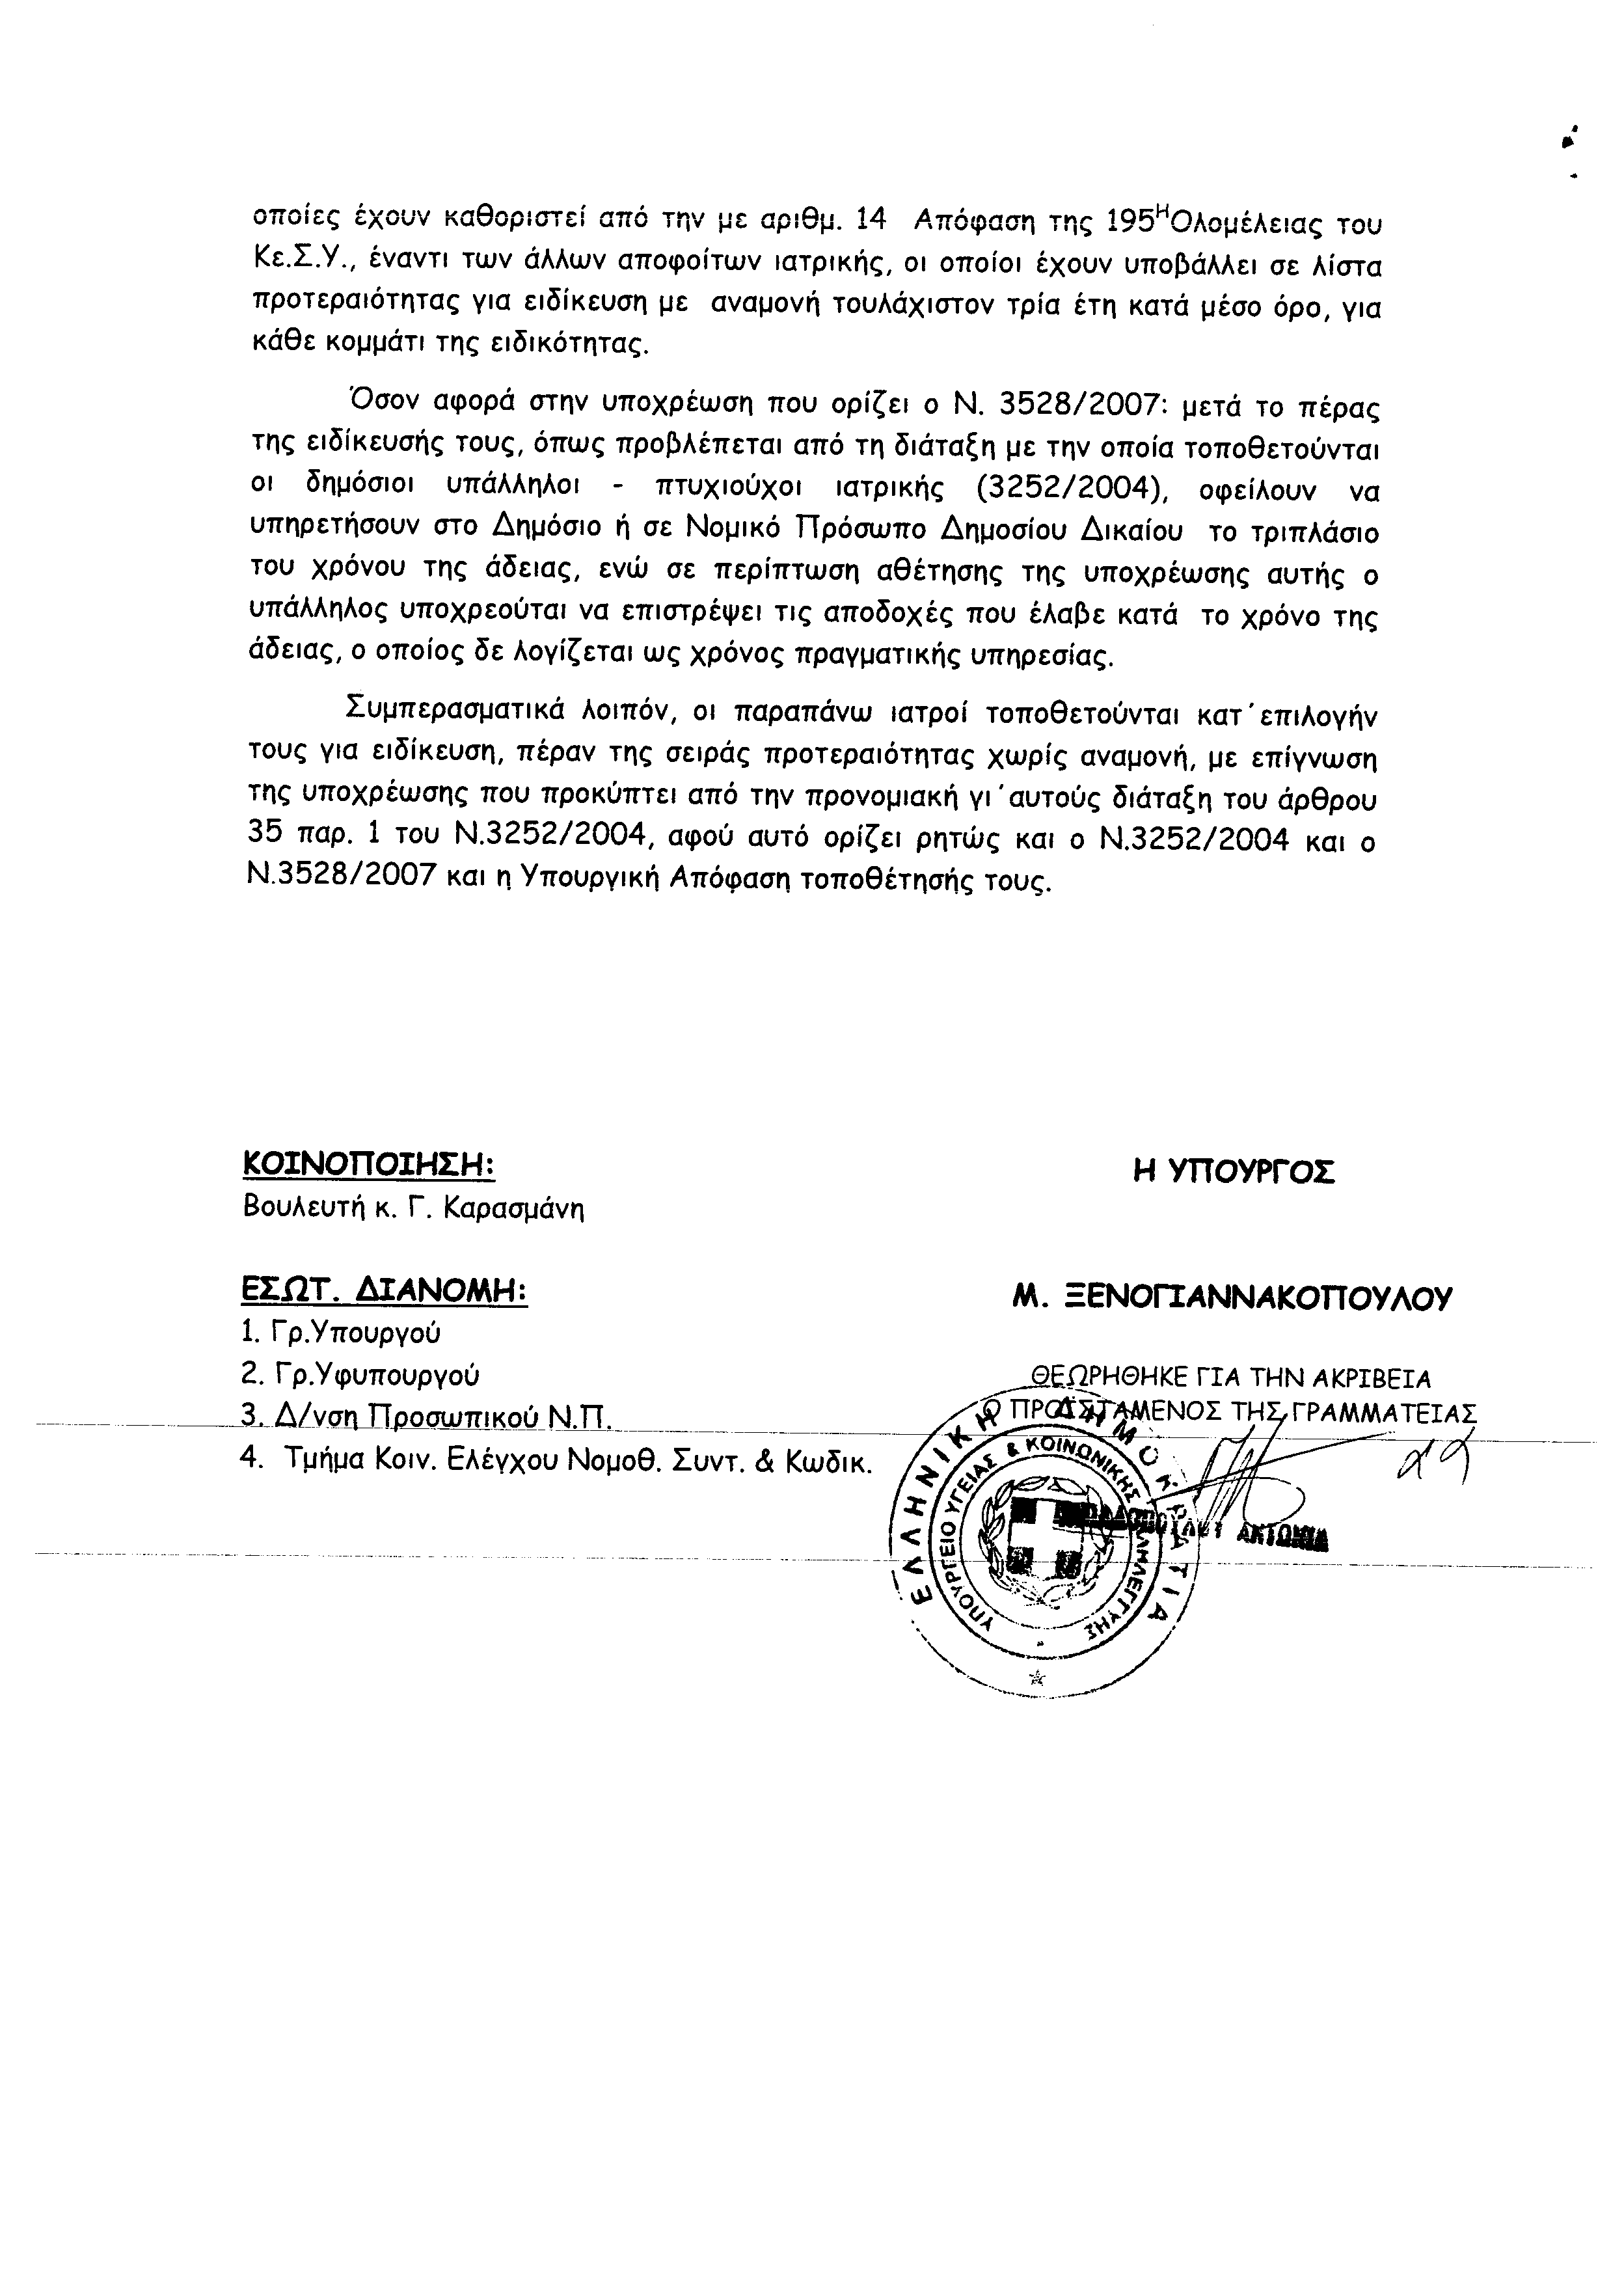 οποίες έχουν καθοριστεί από την με αριθμ. 14 Απόφαση της 195ΗΟλομέλειας του
Κε.Σ.Υ., έναντι των άλλων αποφοίτων ιατρικής, οι οποίοι έχουν υποβάλλει σε λίστα
προτεραιότητας για ειδίκευση με αναμονή τουλάχιστον τρία έτη κατά μέσο όρο, για
κάθε κομμάτι της ειδικότητας.
Όσον αφορά στην υποχρέωση που ορίζει ο Ν. 3528/2007: μετά το πέρας
της ειδίκευσής τους, όπως προβλέπεται από τη διάταξη με την οποία τοποθετούνται
οι δημόσιοι υπάλληλοι - πτυχιούχοι ιατρικής (3252/2004), οφείλουν να
υπηρετήσουν στο Δημόσιο ή σε Νομικό Πρόσωπο Δημοσίου Δικαίου το τριπλάσιο
του χρόνου της άδειας, ενώ σε περίπτωση αθέτησης της υποχρέωσης αυτής ο
υπάλληλος υποχρεούται να επιστρέψει τις αποδοχές που έλαβε κατά το χρόνο της
άδειας, ο οποίος δε λογίζεται ως χρόνος πραγματικής υπηρεσίας.
Συμπερασματικά λοιπόν, οι παραπάνω ιατροί τοποθετούνται κατ΄επιλογήν
τους για ειδίκευση, πέραν της σειράς προτεραιότητας χωρίς αναμονή, με επίγνωση
της υποχρέωσης που προκύπτει από την προνομιακή γι΄αυτούς διάταξη του άρθρου
35 παρ. 1 του Ν.3252/2004, αφού αυτό ορίζει ρητώς και ο Ν.3252/2004 και ο
Ν.3528/2007 και η Υπουργική Απόφαση τοποθέτησής τους.
ΚΟΙΝΟΠΟΙΗΣΗ:
Βουλευτή κ. Γ. Καρασμάνη
Η ΥΠΟΥΡΓΟΣ
ΕΣΩΤ. ΔΙΑΝΟΜΗ:
1. Γρ.Υπουργού
2. Γρ.Υφυπουργού
3. Δ/νση Προσωπικού Ν.Π.
4. Τμήμα Κοιν. Ελέγχου Νομοθ. Συντ. & Κωδικ.
Μ. ΞΕΝΟΓΙΑΝΝΑΚΟΠΟΥΛΟΥ
ΘΕΩΡΗΘΗΚΕ ΓΙΑ ΤΗΝ ΑΚΡΙΒΕΙΑ
Ο ΠΡΟΪΣΤΑΜΕΝΟΣ ΤΗΣ ΓΡΑΜΜΑΤΕΙΑΣ
ΕΛΛΗΝΙΚΗ ΔΗΜΟΚΡΑΤΙΑ
ΥΠΟΥΡΓΕΙΟ ΥΓΕΙΑΣ & ΚΟΙΝΩΝΙΚΗΣ ΑΛΛΗΛΕΓΓΥΗΣ